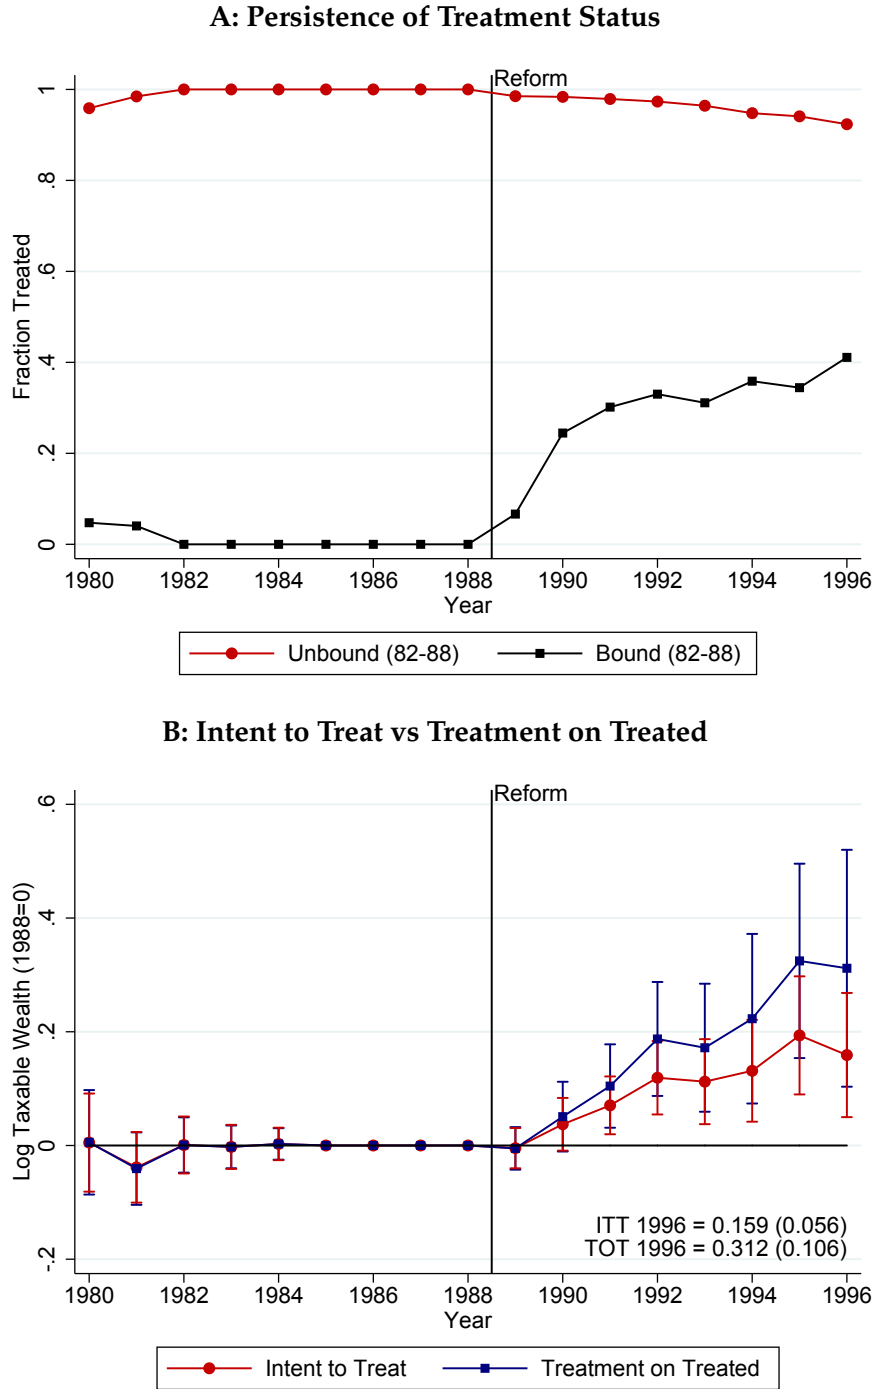 A: Persistence of Treatment Status
Reform
Fraction Treated
1
.8
.6
.4
.2
0
1980 1982 1984 1986 1988 1990 1992 1994 1996
Year
Unbound (82-88) Bound (82-88)
B: Intent to Treat vs Treatment on Treated
Reform
Log Taxable Wealth (1988=0)
.6
.4
.2
0
-.2
ITT 1996 = 0.159 (0.056)
TOT 1996 = 0.312 (0.106)
1980 1982 1984 1986 1988 1990 1992 1994 1996
Year
Intent to Treat Treatment on Treated